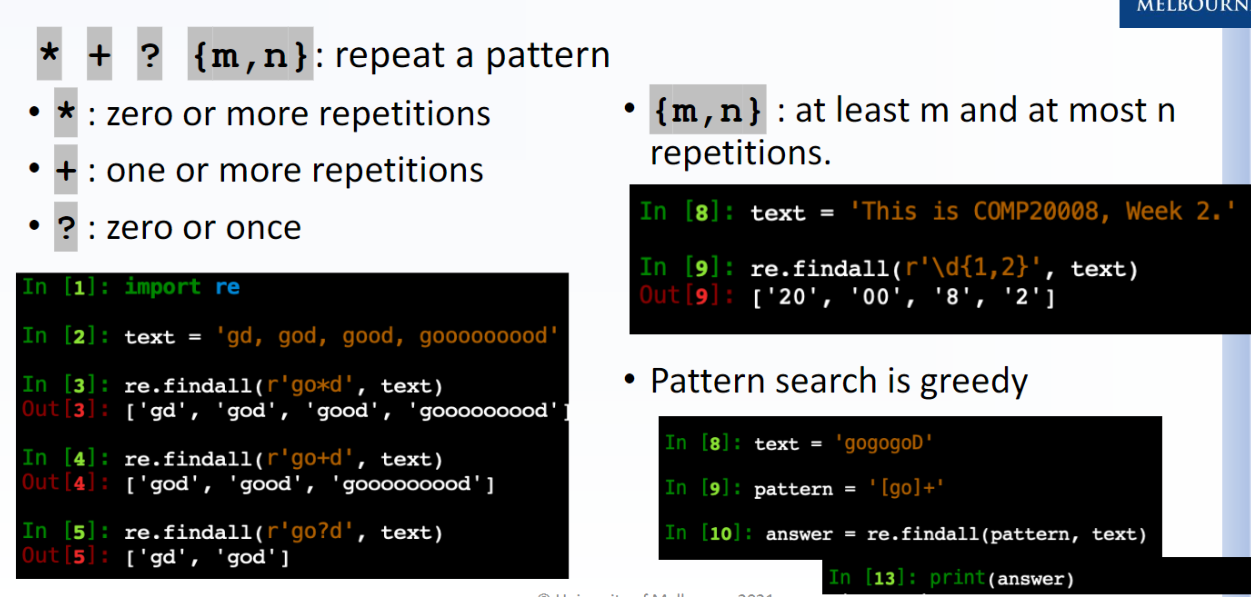 MELBOURN
* + ? {m,n}: repeat a pattern
• * : zero or more repetitions
• + : one or more repetitions
• ? : zero or once
In [1]: import re
In [2]: text = 'gd, god, good, gooooooood'
In [3]: re.findall(r'go*d', text)
Out[3]: ['gd', 'god', 'good', 'gooooooood']
In [4]: re.findall(r'go+d', text)
Out[4]: ['god', 'good', 'gooooooood']
In [5]: re.findall(r'go?d', text)
Out[5]: ['gd', 'god']
• {m,n} : at least m and at most n
repetitions.
In [8]: text = 'This is COMP20008, Week 2.'
In [9]: re.findall(r'\d{1,2}', text)
Out[9]: ['20', '00', '8', '2']
• Pattern search is greedy
In [8]: text = 'gogogoD'
In [9]: pattern = '[go]+'
In [10]: answer = re.findall(pattern, text)
In [13]: print(answer)